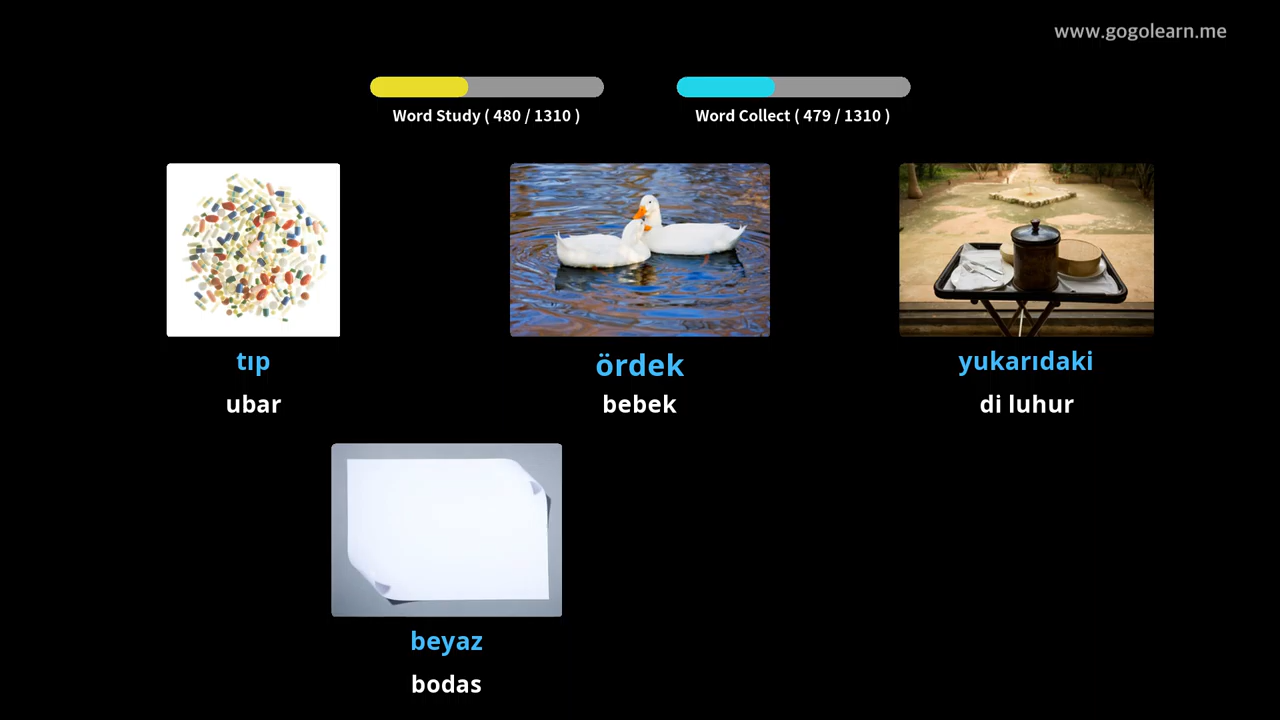 www.gogolearn.me
Word Study ( 480 / 1310 )
Word Collect ( 479 / 1310 )
tıp
ubar
ördek
bebek
yukarıdaki
di luhur
beyaz
bodas